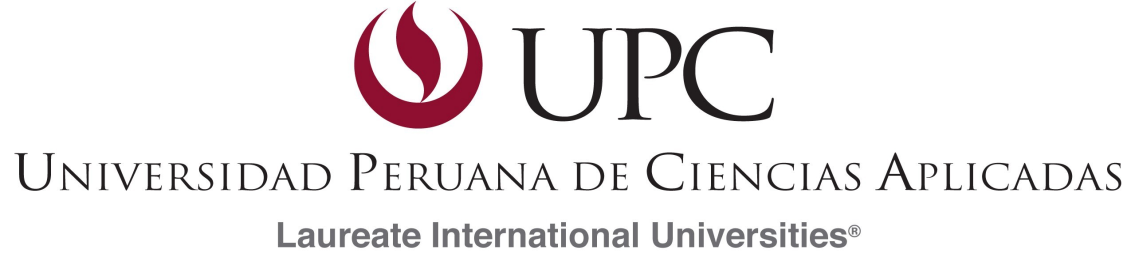 UPC
UNIVERSIDAD PERUANA DE CIENCIAS APLICADAS
Laureate International Universities®